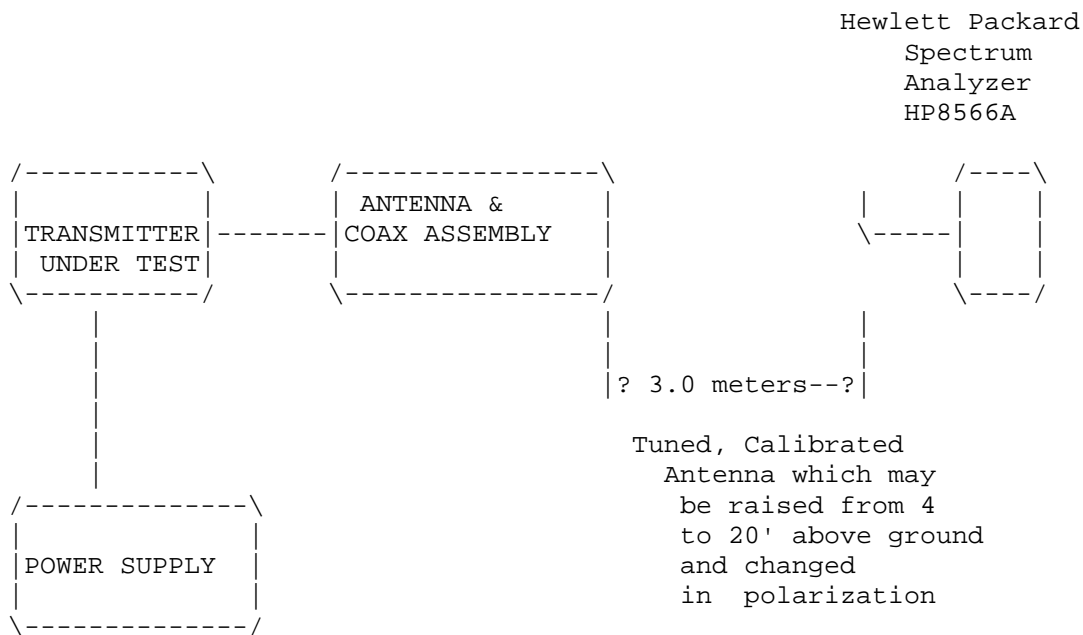 Hewlett Packard
Spectrum
Analyzer
HP8566A
ANTENNA &
TRANSMITTER
COAX ASSEMBLY
UNDER TEST
? 3.0 meters--?
Tuned, Calibrated
Antenna which may
be raised from 4
to 20' above ground
and changed
in polarization
POWER SUPPLY